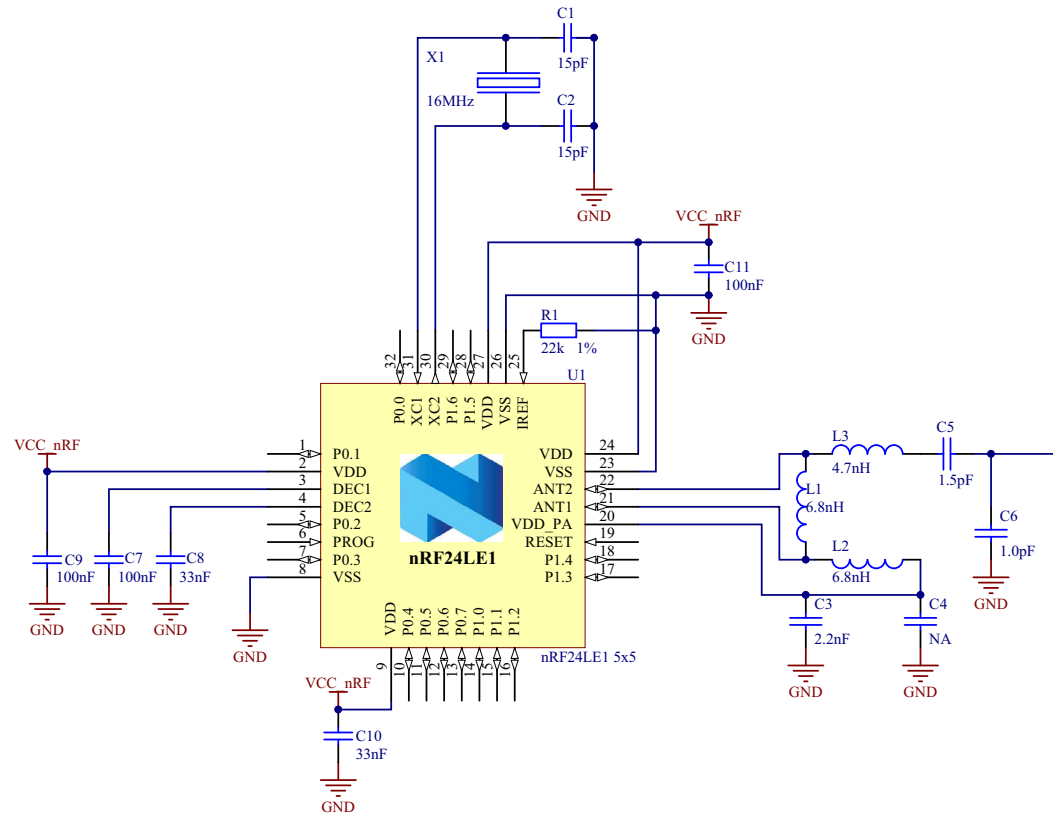 C1
X1
15pF
16MHz
C2
15pF
GND
VCC_nRF
C11
100nF
GND
R1
22k 1%
U1
32 31 30 29 28 27 26 25
P0.0 XC1 XC2 P1.6 P1.5 VDD VSS IREF
VCC_nRF
1 P0.1
2 VDD
3 DEC1
4 DEC2
5 P0.2
6 PROG
7 P0.3
8 VSS
VDD 24
VSS 23
ANT2 22
ANT1 21
VDD_PA 20
RESET 19
P1.4 18
P1.3 17
nRF24LE1
C9
100nF
GND
C7
100nF
GND
C8
33nF
GND
GND
VDD P0.4 P0.5 P0.6 P0.7 P1.0 P1.1 P1.2
9 10 11 12 13 14 15 16
nRF24LE1 5x5
VCC_nRF
C10
33nF
GND
L3
4.7nH
C5
1.5pF
L1
6.8nH
L2
6.8nH
C6
1.0pF
GND
C3
2.2nF
GND
C4
NA
GND